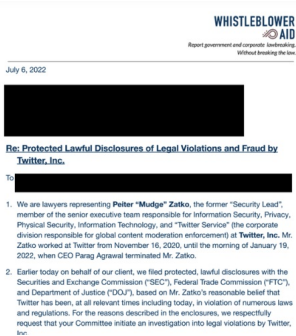 WHISTLEBLOWER
AID
Report government and corporate lawbreaking.
Without breaking the law.
July 6, 2022
Re: Protected Lawful Disclosures of Legal Violations and Fraud by
Twitter, Inc.
To
1. We are lawyers representing Peiter “Mudge” Zatko, the former “Security Lead”,
member of the senior executive team responsible for Information Security, Privacy,
Physical Security, Information Technology, and “Twitter Service” (the corporate
division responsible for global content moderation enforcement) at Twitter, Inc. Mr.
Zatko worked at Twitter from November 16, 2020, until the morning of January 19,
2022, when CEO Parag Agrawal terminated Mr. Zatko.
2. Earlier today on behalf of our client, we filed protected, lawful disclosures with the
Securities and Exchange Commission (“SEC”), Federal Trade Commission (“FTC”),
and Department of Justice (“DOJ”), based on Mr. Zatko’s reasonable belief that
Twitter has been, at all relevant times including today, in violation of numerous laws
and regulations. For the reasons described in the enclosures, we respectfully
request that your Committee initiate an investigation into legal violations by Twitter,
Inc.